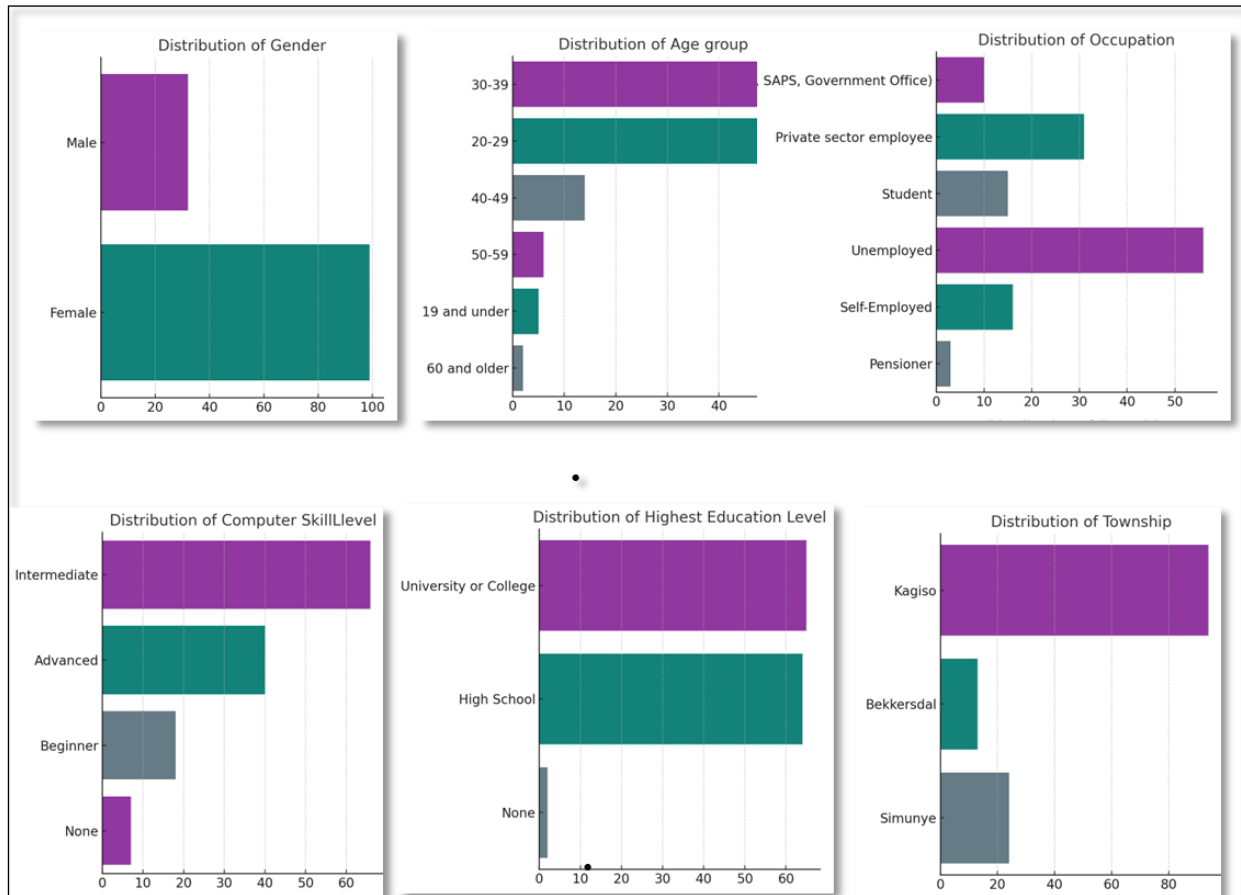 Distribution of Gender
Male
Female
0 20 40 60 80 100
Distribution of Age group
30-39
20-29
40-49
50-59
19 and under
60 and older
0 10 20 30 40
Distribution of Occupation
, SAPS, Government Office)
Private sector employee
Student
Unemployed
Self-Employed
Pensioner
0 10 20 30 40 50
Distribution of Computer SkillLlevel
Intermediate
Advanced
Beginner
None
0 10 20 30 40 50 60
Distribution of Highest Education Level
University or College
High School
None
0 10 20 30 40 50 60
Distribution of Township
Kagiso
Bekkersdal
Simunye
0 20 40 60 80